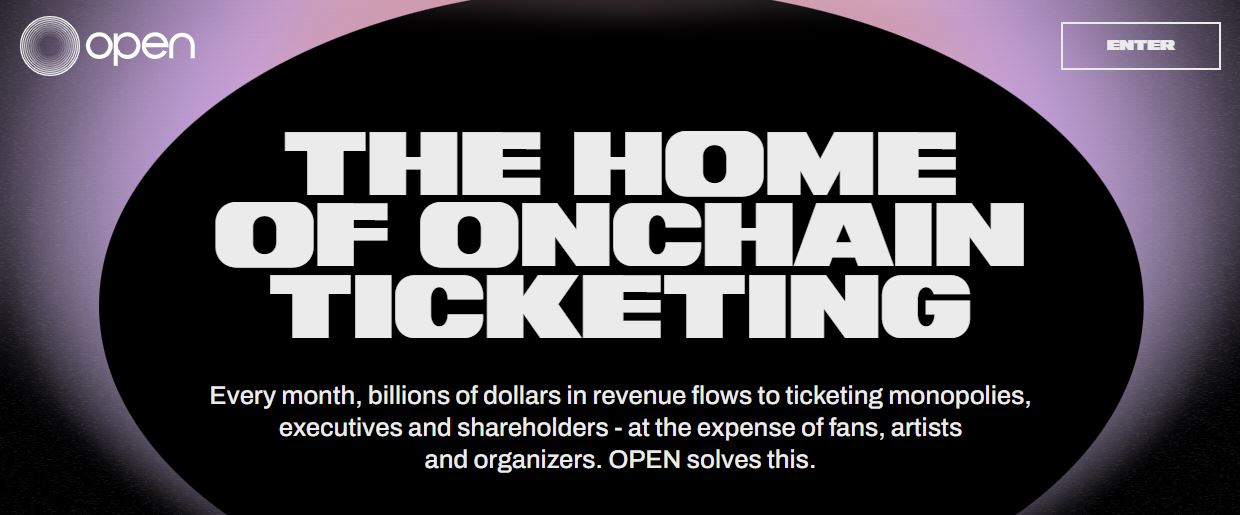 open
ENTER
THE HOME
OF ONCHAIN
TICKETING
Every month, billions of dollars in revenue flows to ticketing monopolies,
executives and shareholders - at the expense of fans, artists
and organizers. OPEN solves this.